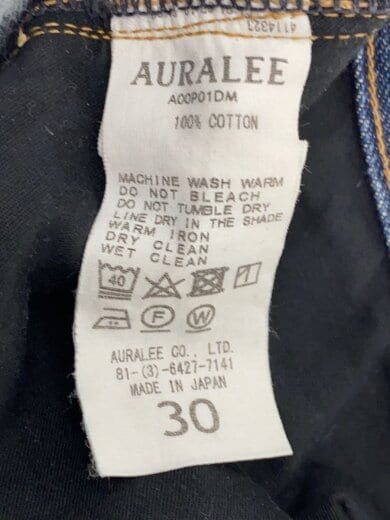 4114323
AURALEE
A00P01DM
100% COTTON
MACHINE WASH WARM
DO NOT BLEACH
DO NOT TUMBLE DRY
LINE DRY IN THE SHADE
WARM IRON
DRY CLEAN
WET CLEAN
40
F W
AURALEE CO., LTD.
81-(3)-6427-7141
MADE IN JAPAN
30